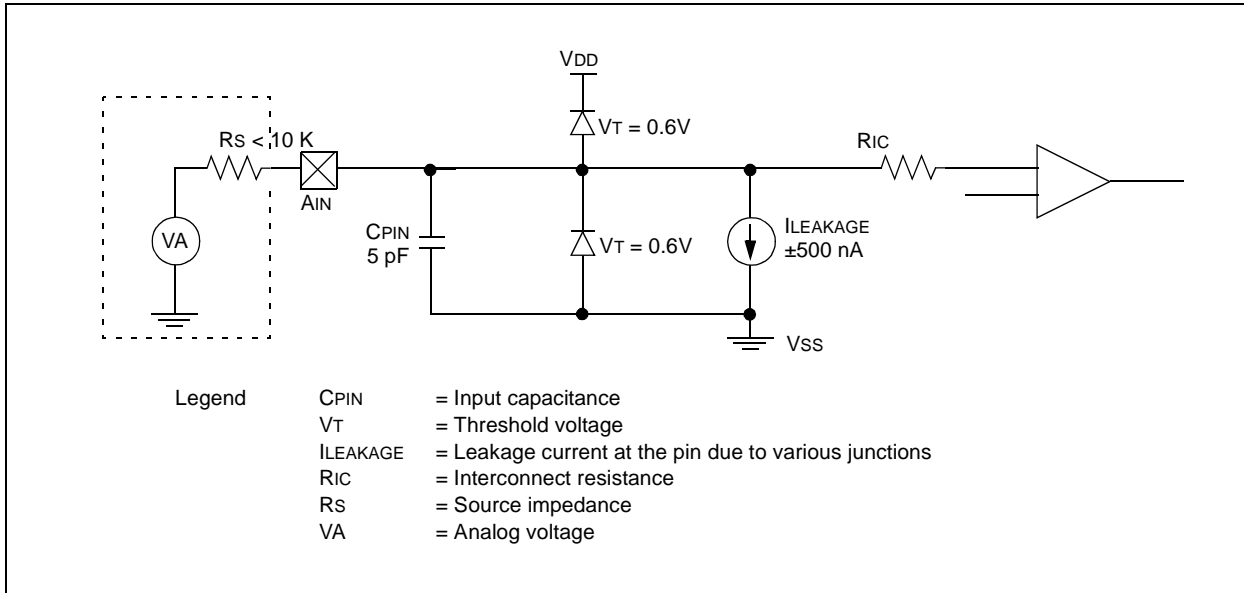 VDD
VT = 0.6V
RS < 10 K
RIC
AIN
VA
CPIN
5 pF
VT = 0.6V
ILEAKAGE
±500 nA
VSS
Legend
CPIN = Input capacitance
VT = Threshold voltage
ILEAKAGE = Leakage current at the pin due to various junctions
RIC = Interconnect resistance
RS = Source impedance
VA = Analog voltage